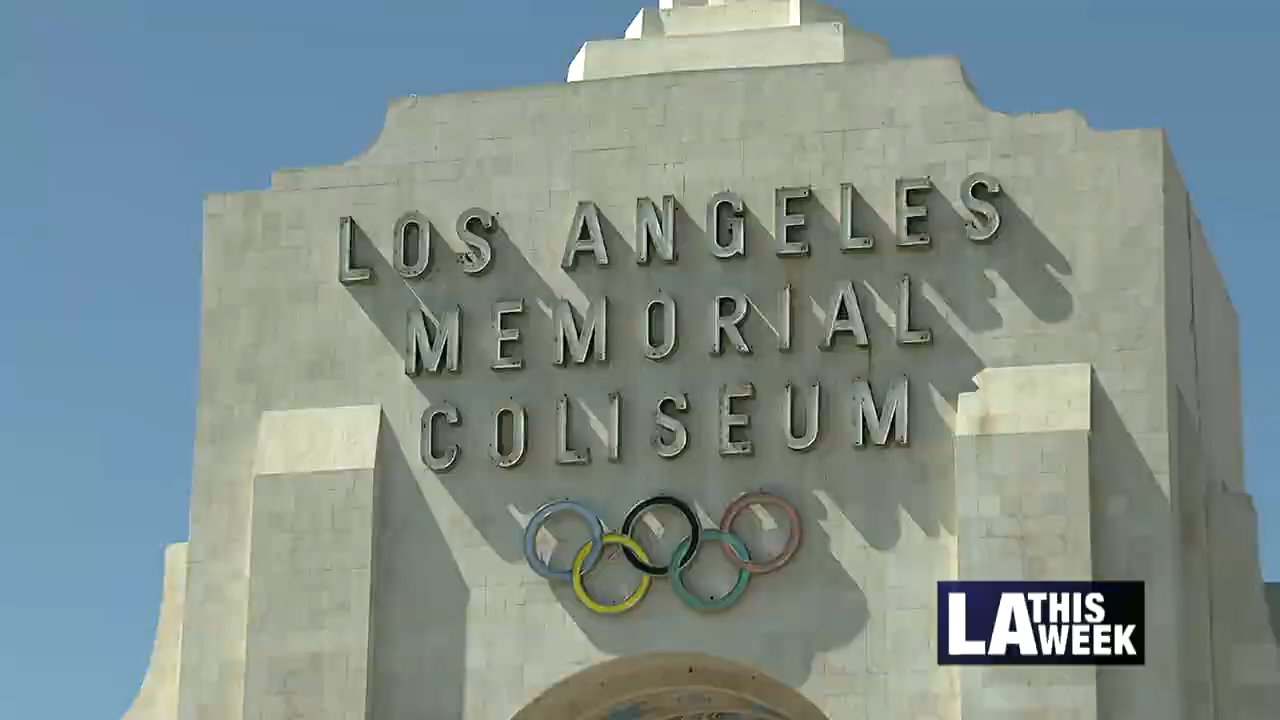 LOS ANGELES
MEMORIAL
COLISEUM
LA THIS
WEEK